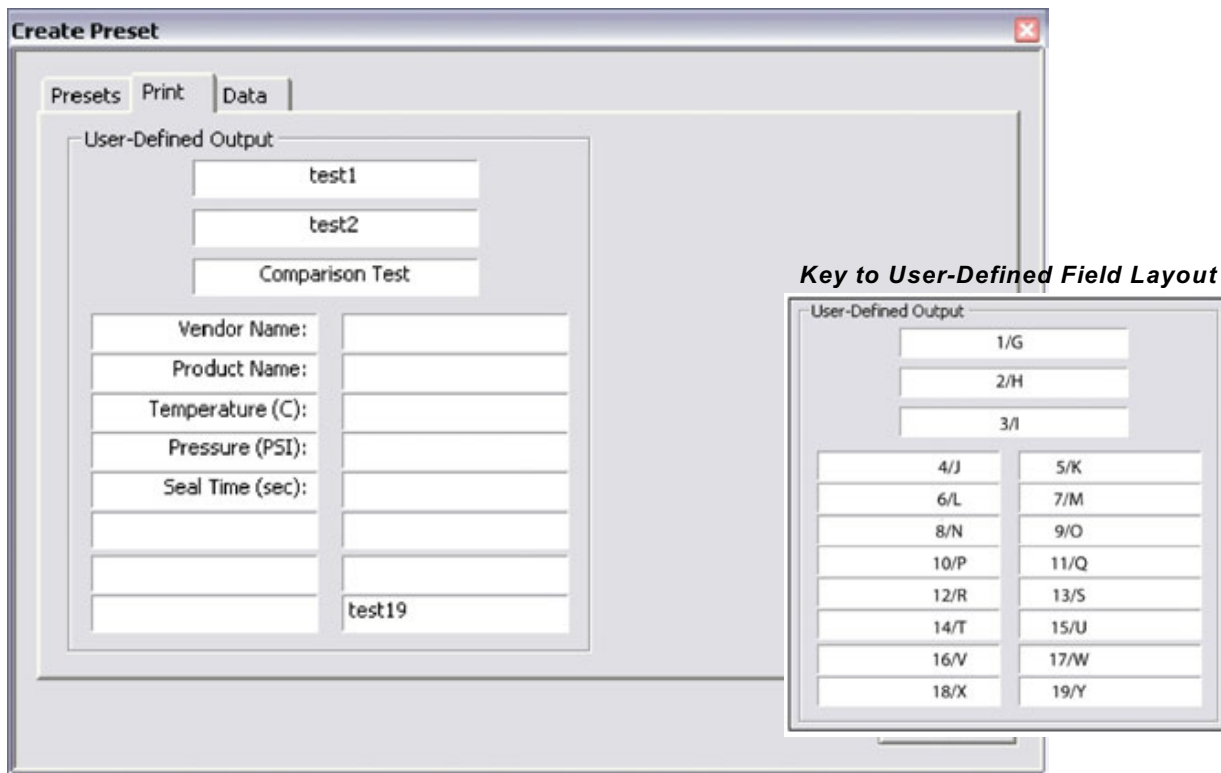 Create Preset
Presets Print Data
User-Defined Output
test1
test2
Comparison Test
Vendor Name:
Product Name:
Temperature (C):
Pressure (PSI):
Seal Time (sec):
test19
Key to User-Defined Field Layout
User-Defined Output
1/G
2/H
3/I
4/J 5/K
6/L 7/M
8/N 9/O
10/P 11/Q
12/R 13/S
14/T 15/U
16/V 17/W
18/X 19/Y